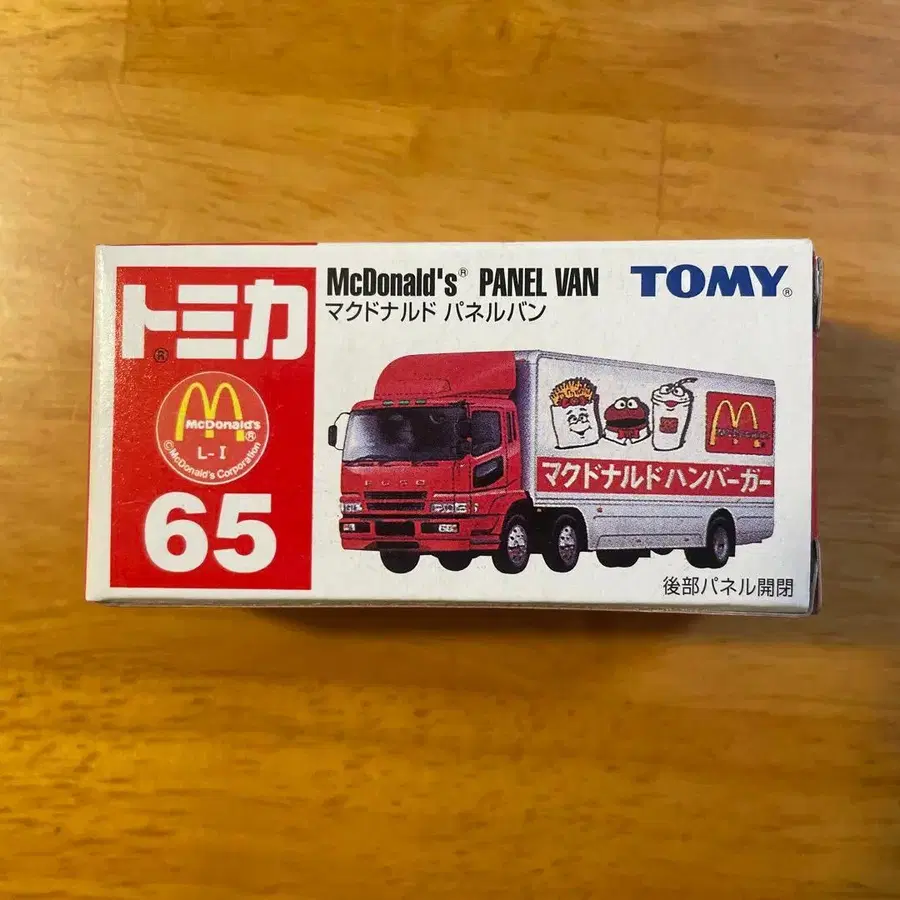 トミカ®
McDonald's®
L-I
©McDonald's Corporation
65
McDonald's® PANEL VAN
マクドナルド パネルバン
TOMY®
FUSO
McDonald's
マクドナルドハンバーガー
後部パネル開閉